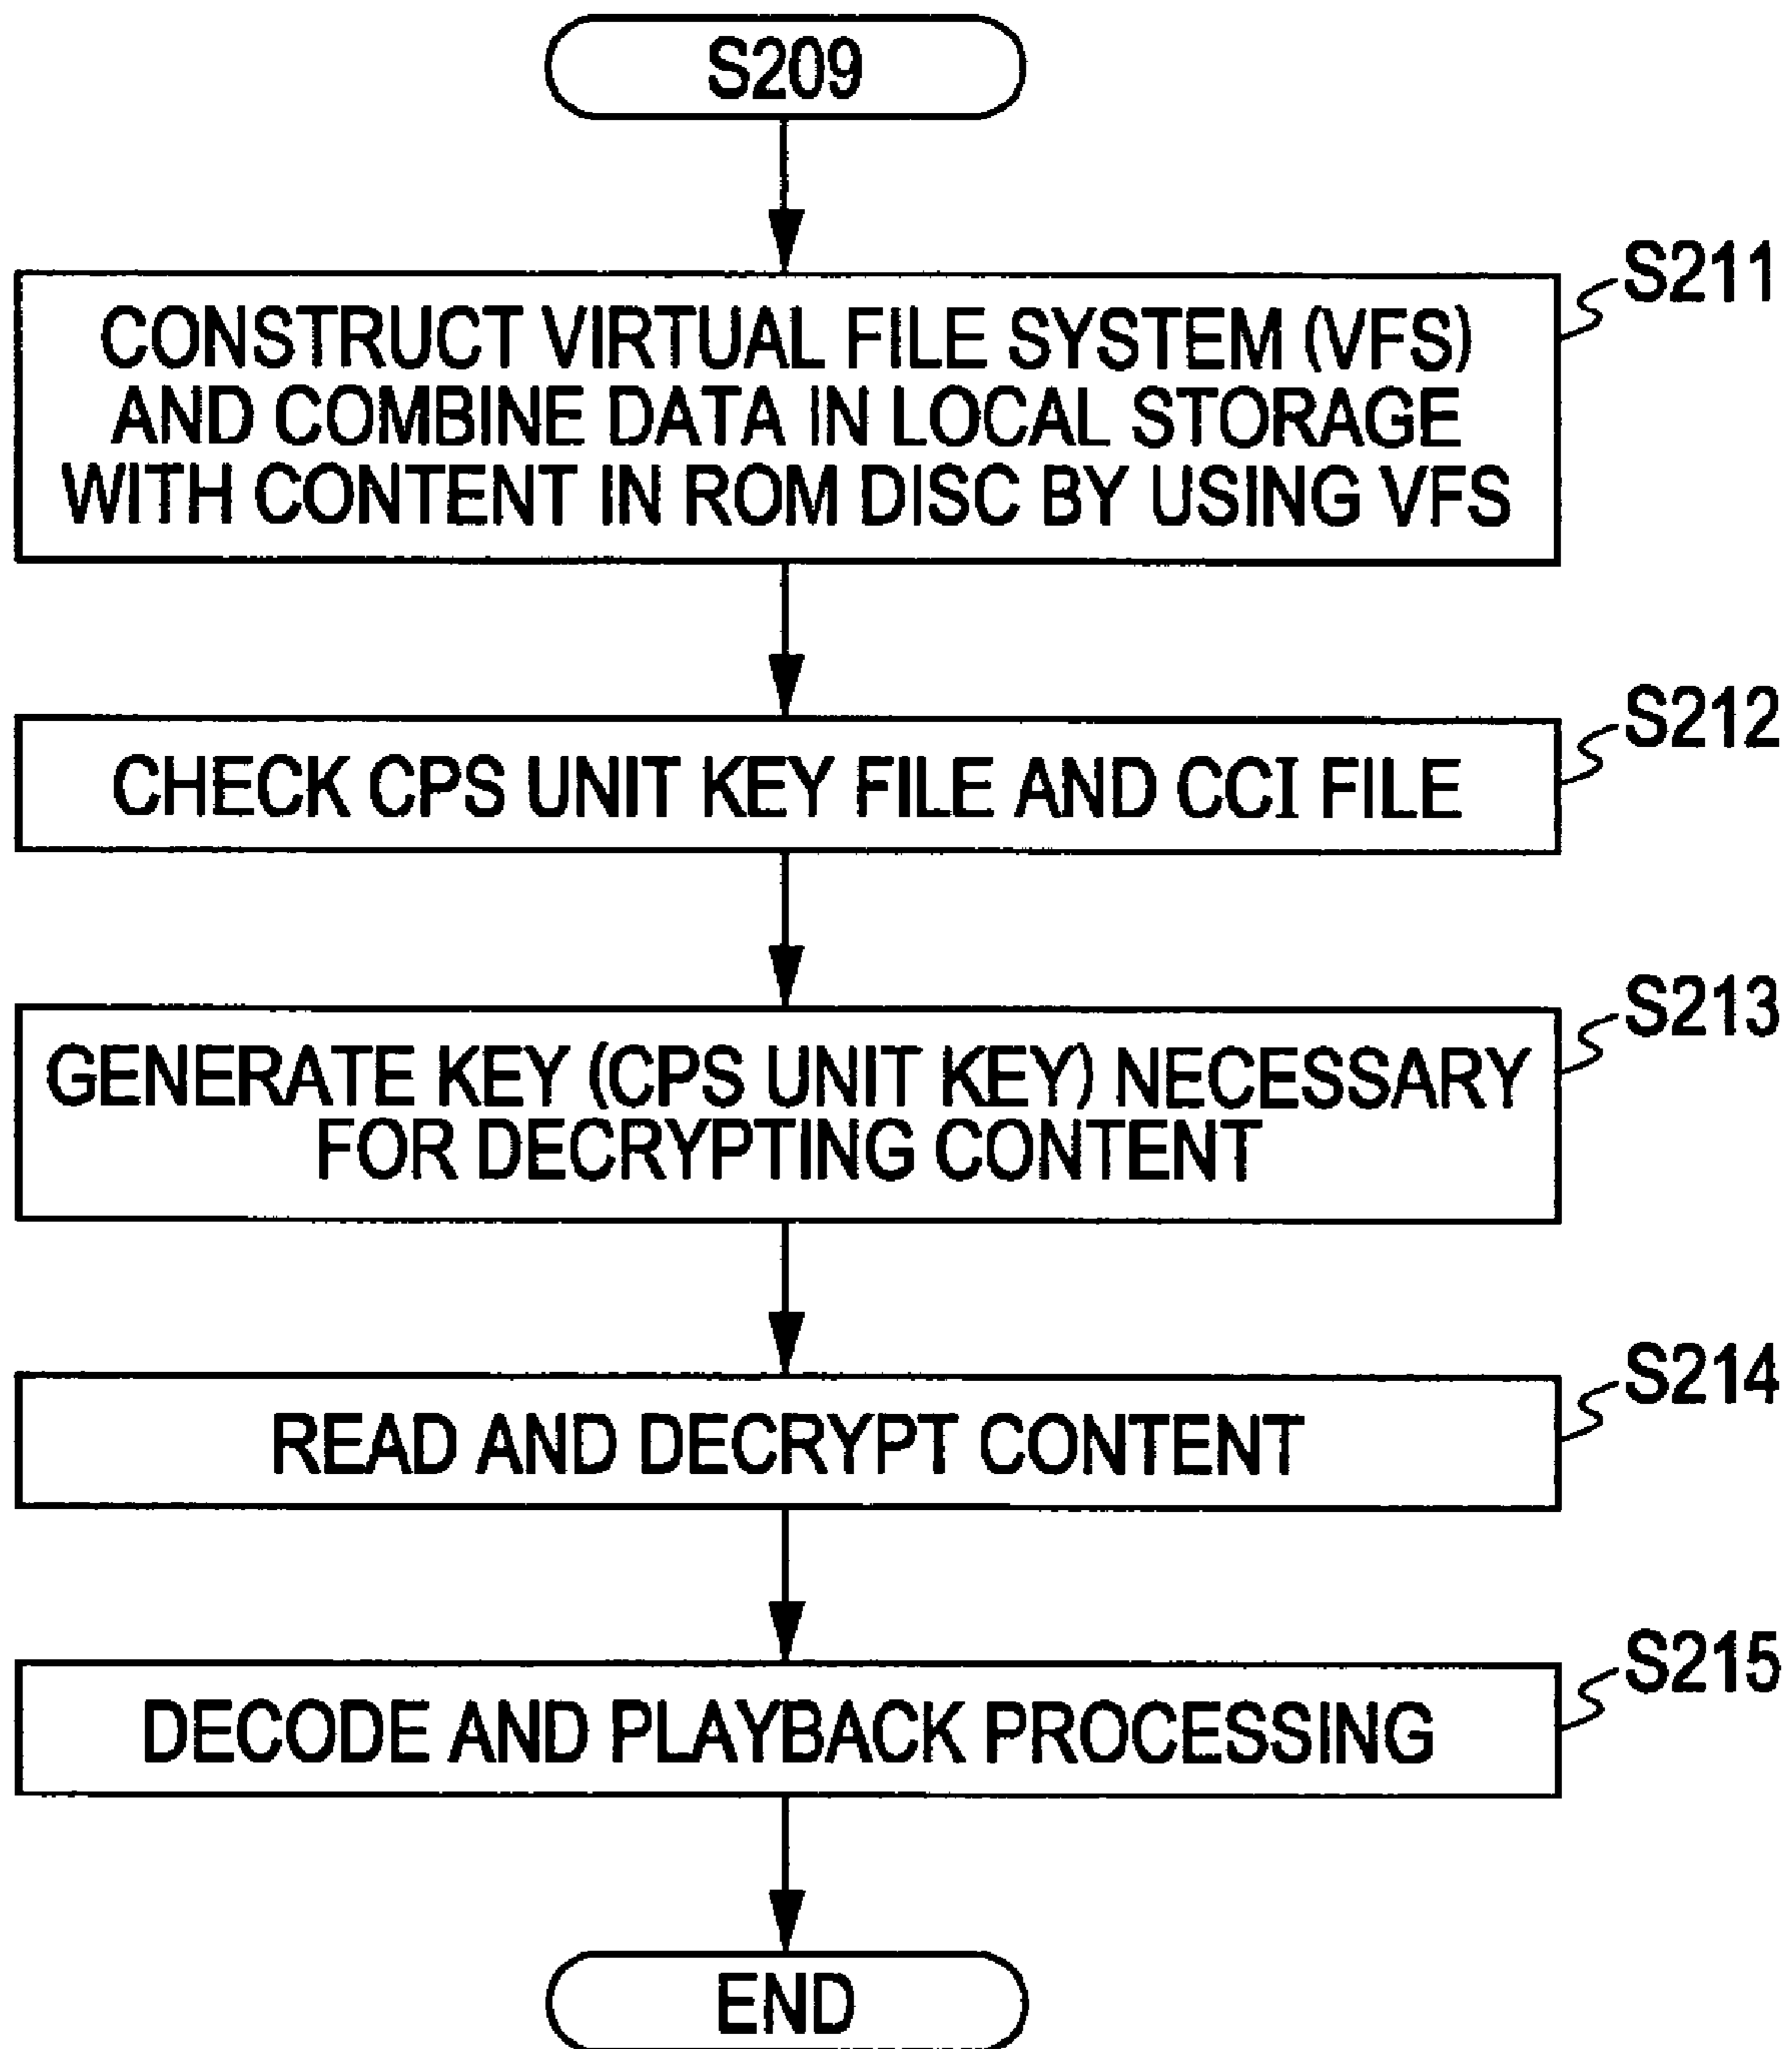 S209
S211
CONSTRUCT VIRTUAL FILE SYSTEM (VFS)
AND COMBINE DATA IN LOCAL STORAGE
WITH CONTENT IN ROM DISC BY USING VFS
S212
CHECK CPS UNIT KEY FILE AND CCI FILE
S213
GENERATE KEY (CPS UNIT KEY) NECESSARY
FOR DECRYPTING CONTENT
S214
READ AND DECRYPT CONTENT
S215
DECODE AND PLAYBACK PROCESSING
END